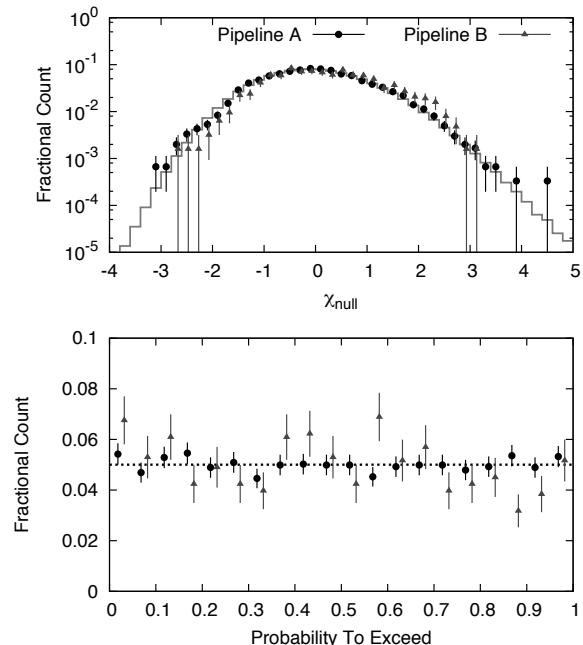 Pipeline A Pipeline B
Fractional Count
10^0
10^-1
10^-2
10^-3
10^-4
10^-5
-4 -3 -2 -1 0 1 2 3 4 5
χnull
Fractional Count
0.1
0.08
0.06
0.04
0.02
0
0 0.1 0.2 0.3 0.4 0.5 0.6 0.7 0.8 0.9 1
Probability To Exceed